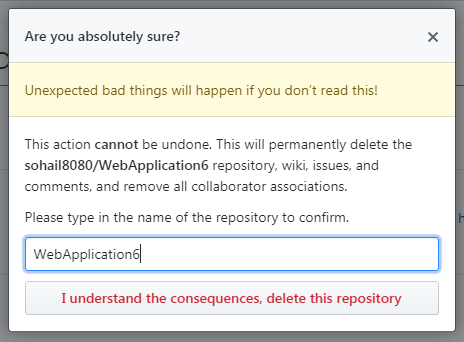 Are you absolutely sure?
Unexpected bad things will happen if you don't read this!
This action cannot be undone. This will permanently delete the
sohail8080/WebApplication6 repository, wiki, issues, and
comments, and remove all collaborator associations.
Please type in the name of the repository to confirm.
WebApplication6
I understand the consequences, delete this repository